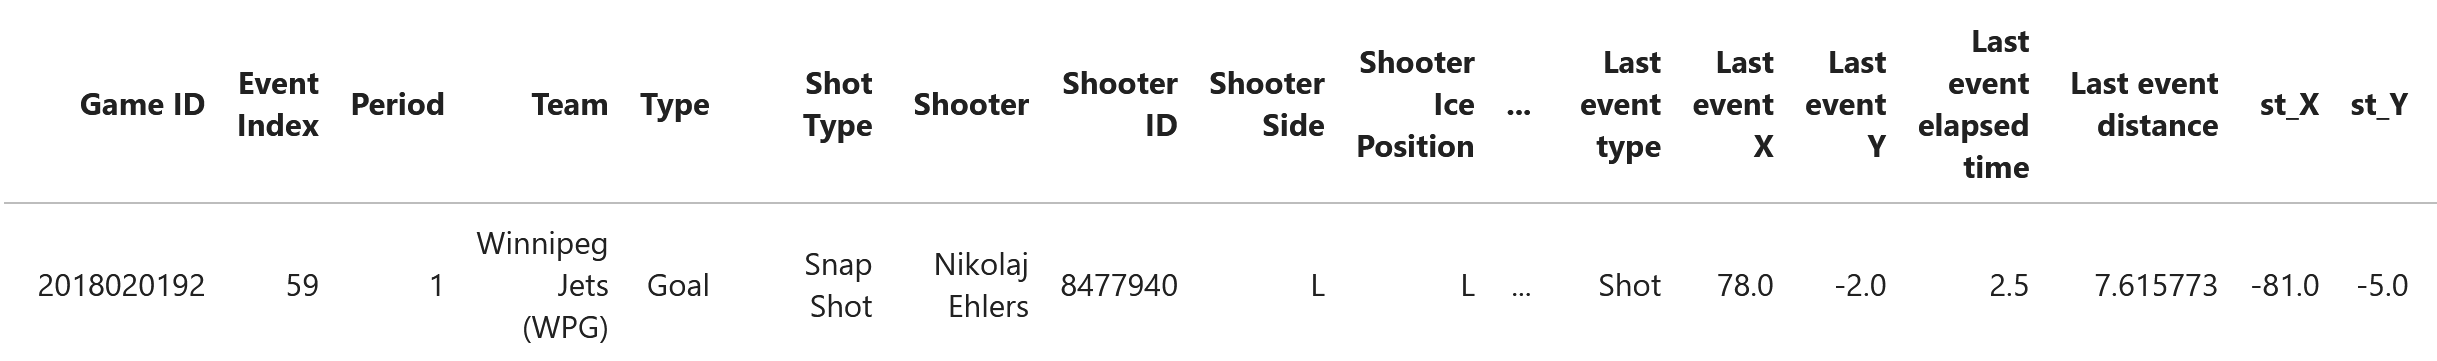 Game ID Event Index Period Team Type Shot Type Shooter Shooter ID Shooter Side Shooter Ice Position ... Last event type Last event X Last event Y Last event elapsed time Last event distance st_X st_Y
2018020192 59 1 Winnipeg Jets (WPG) Goal Snap Shot Nikolaj Ehlers 8477940 L L ... Shot 78.0 -2.0 2.5 7.615773 -81.0 -5.0